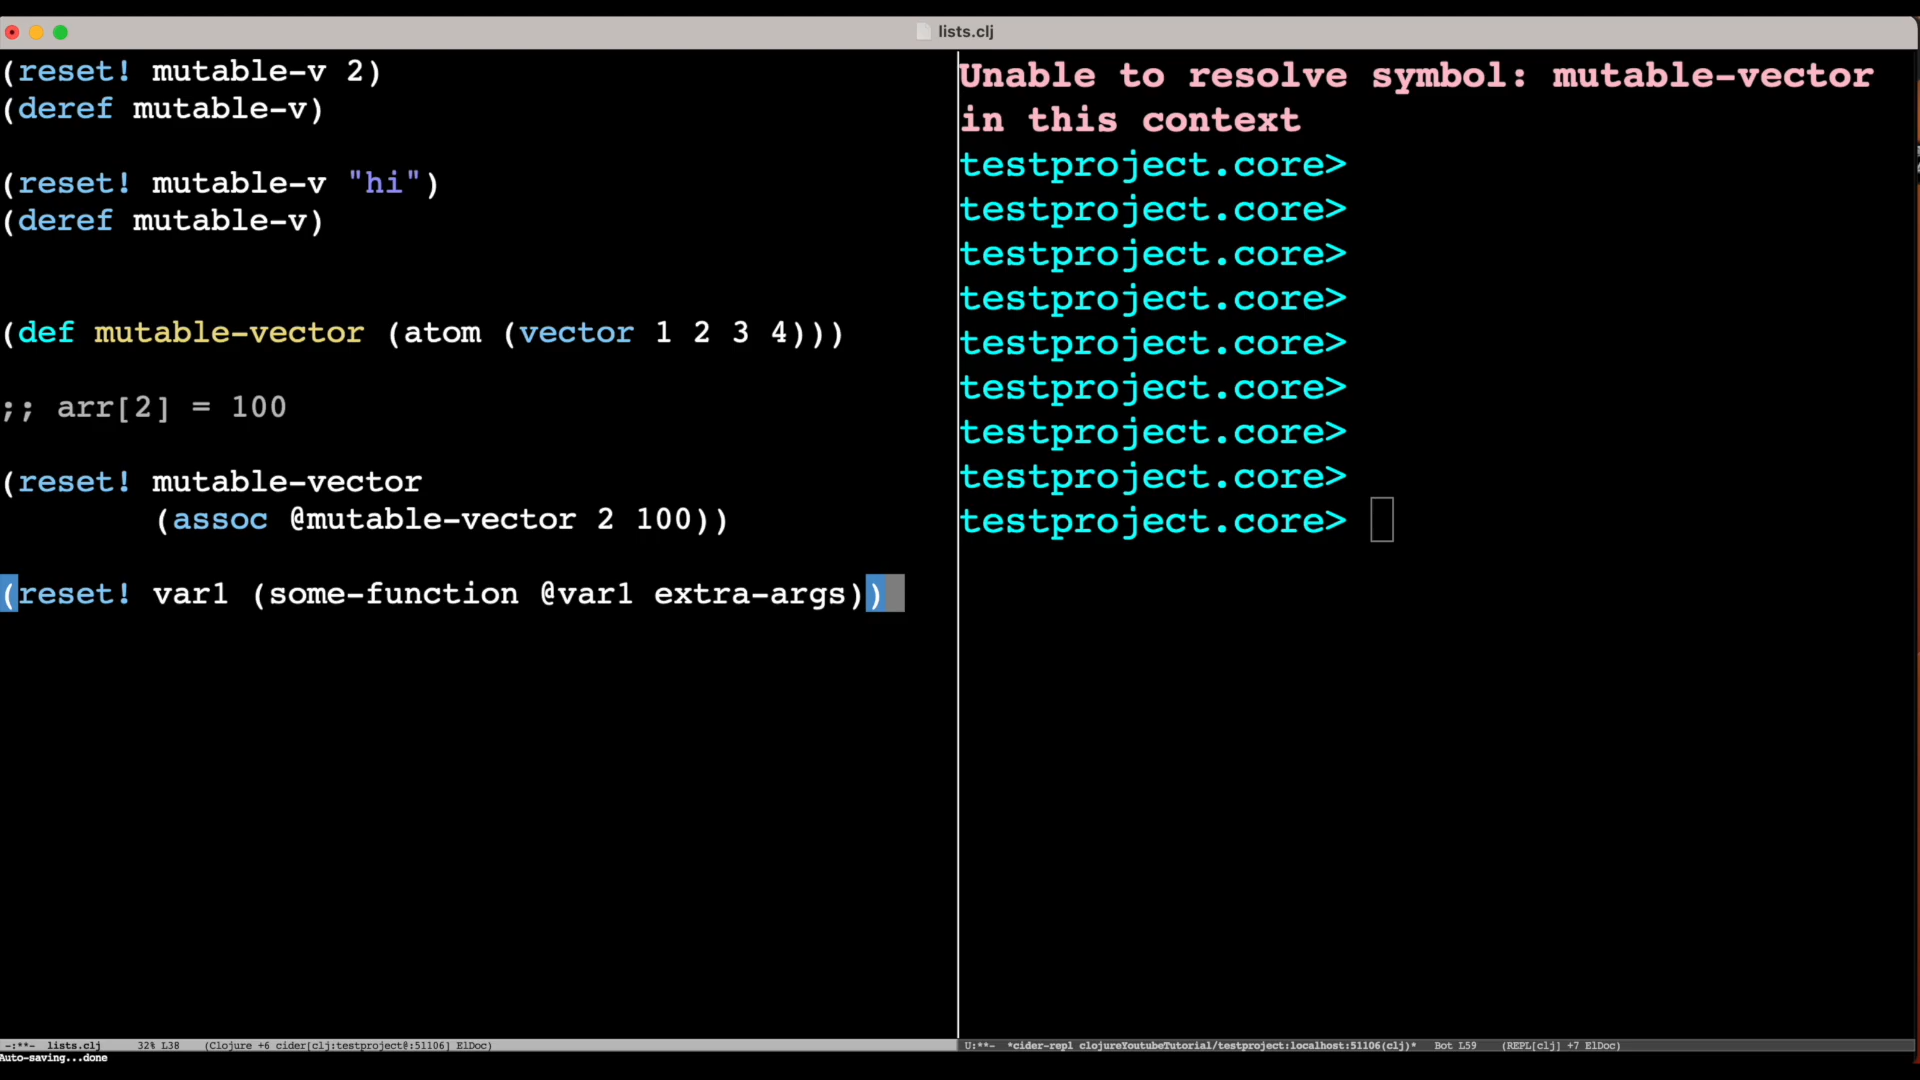 lists.clj
(reset! mutable-v 2)
(deref mutable-v)
(reset! mutable-v "hi")
(deref mutable-v)
(def mutable-vector (atom (vector 1 2 3 4)))
;; arr[2] = 100
(reset! mutable-vector
(assoc @mutable-vector 2 100))
(reset! var1 (some-function @var1 extra-args))
-:**- lists.clj 32% L38 (Clojure +6 cider[clj:testproject@:51106] ElDoc)
Auto-saving...done
Unable to resolve symbol: mutable-vector
in this context
testproject.core>
testproject.core>
testproject.core>
testproject.core>
testproject.core>
testproject.core>
testproject.core>
testproject.core>
testproject.core>
U:**- *cider-repl clojureYoutubeTutorial/testproject:localhost:51106(clj)* Bot L59 (REPL[clj] +7 ElDoc)